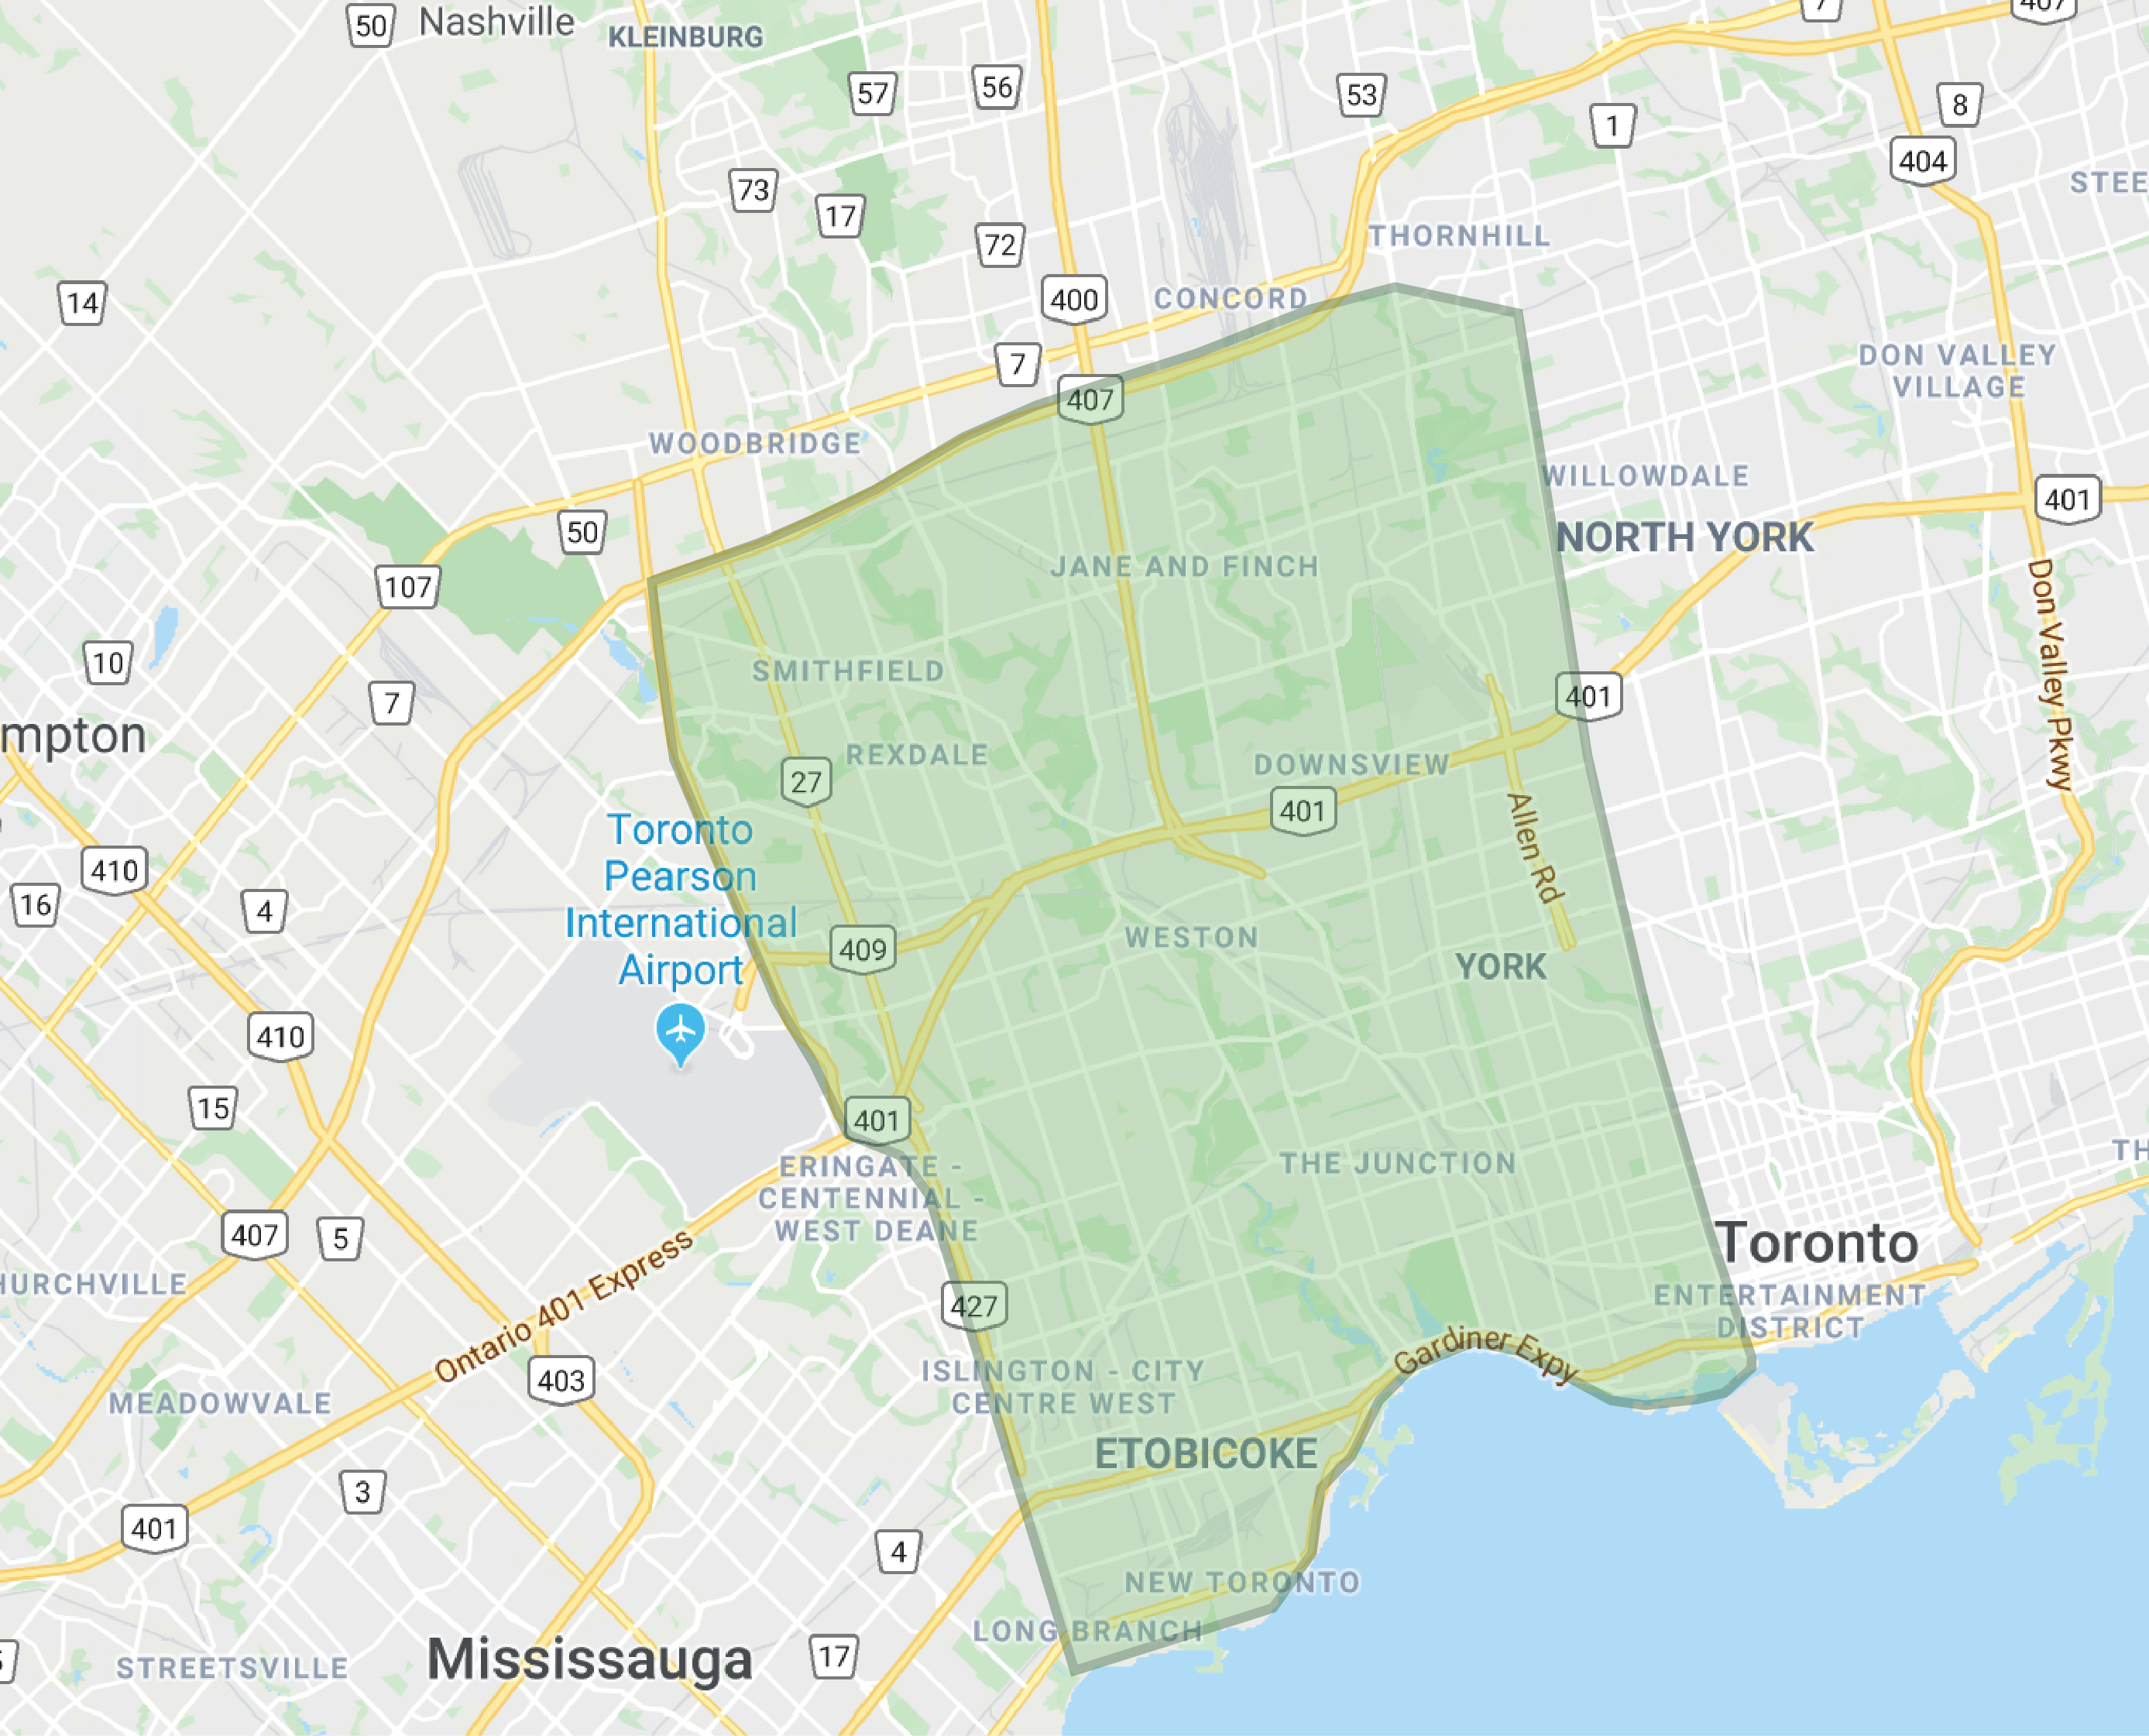 50
Nashville
KLEINBURG
7
407
57
56
53
1
8
404
STEE
73
17
72
THORNHILL
14
400
CONCORD
7
407
DON VALLEY
VILLAGE
WOODBRIDGE
WILLOWDALE
401
50
NORTH YORK
107
JANE AND FINCH
Don Valley Pkwy
10
SMITHFIELD
7
401
mpton
REXDALE
DOWNSVIEW
27
401
Allen Rd
Toronto
Pearson
International
Airport
410
16
4
409
WESTON
YORK
410
15
401
ERINGATE -
CENTENNIAL -
WEST DEANE
THE JUNCTION
TH
407
5
Toronto
ENTERTAINMENT
DISTRICT
HURCHVILLE
Ontario 401 Express
427
Gardiner Expy
403
ISLINGTON - CITY
CENTRE WEST
MEADOWVALE
ETOBICOKE
3
401
4
NEW TORONTO
LONG BRANCH
Mississauga
17
STREETSVILLE